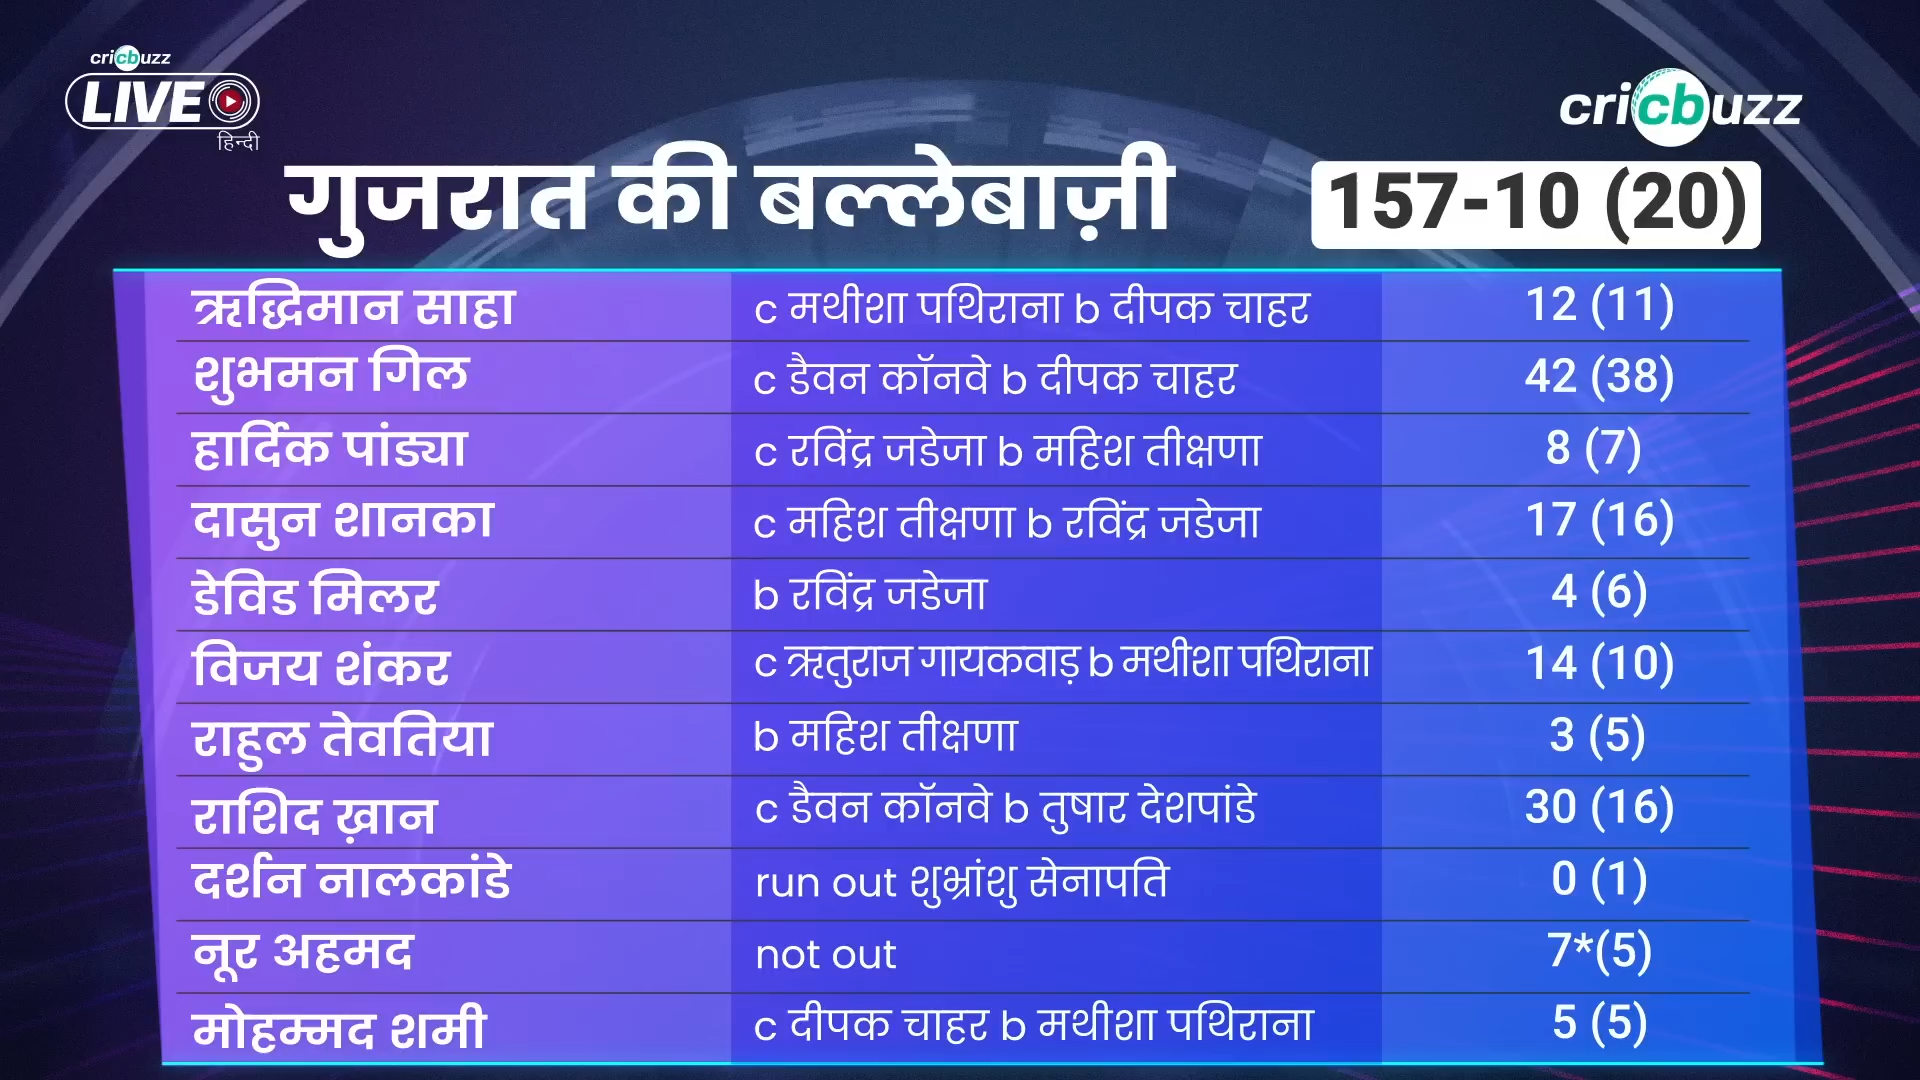 cricbuzz
LIVE
हिन्दी
cricbuzz
गुजरात की बल्लेबाज़ी 157-10 (20)
ऋद्धिमान साहा c मथीशा पथिराना b दीपक चाहर 12 (11)
शुभमन गिल c डैवन कॉनवे b दीपक चाहर 42 (38)
हार्दिक पांड्या c रविंद्र जडेजा b महिश तीक्षणा 8 (7)
दासुन शानका c महिश तीक्षणा b रविंद्र जडेजा 17 (16)
डेविड मिलर b रविंद्र जडेजा 4 (6)
विजय शंकर c ऋतुराज गायकवाड़ b मथीशा पथिराना 14 (10)
राहुल तेवतिया b महिश तीक्षणा 3 (5)
राशिद ख़ान c डैवन कॉनवे b तुषार देशपांडे 30 (16)
दर्शन नालकांडे run out शुभ्रांशु सेनापति 0 (1)
नूर अहमद not out 7*(5)
मोहम्मद शमी c दीपक चाहर b मथीशा पथिराना 5 (5)